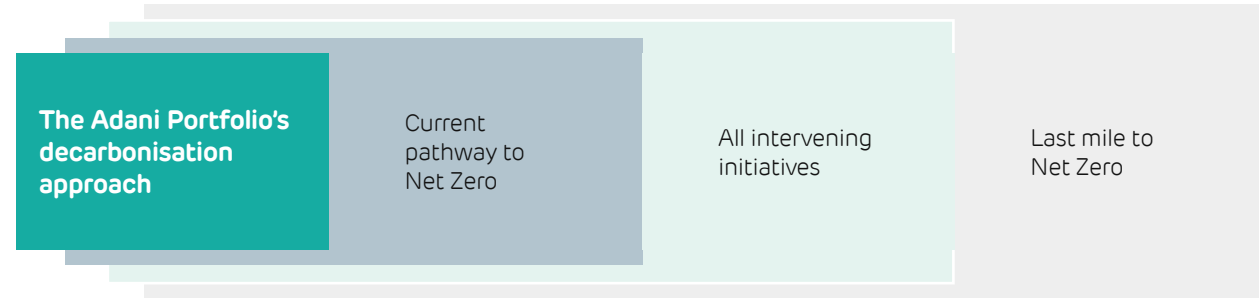 The Adani Portfolio's
decarbonisation
approach
Current
pathway to
Net Zero
All intervening
initiatives
Last mile to
Net Zero